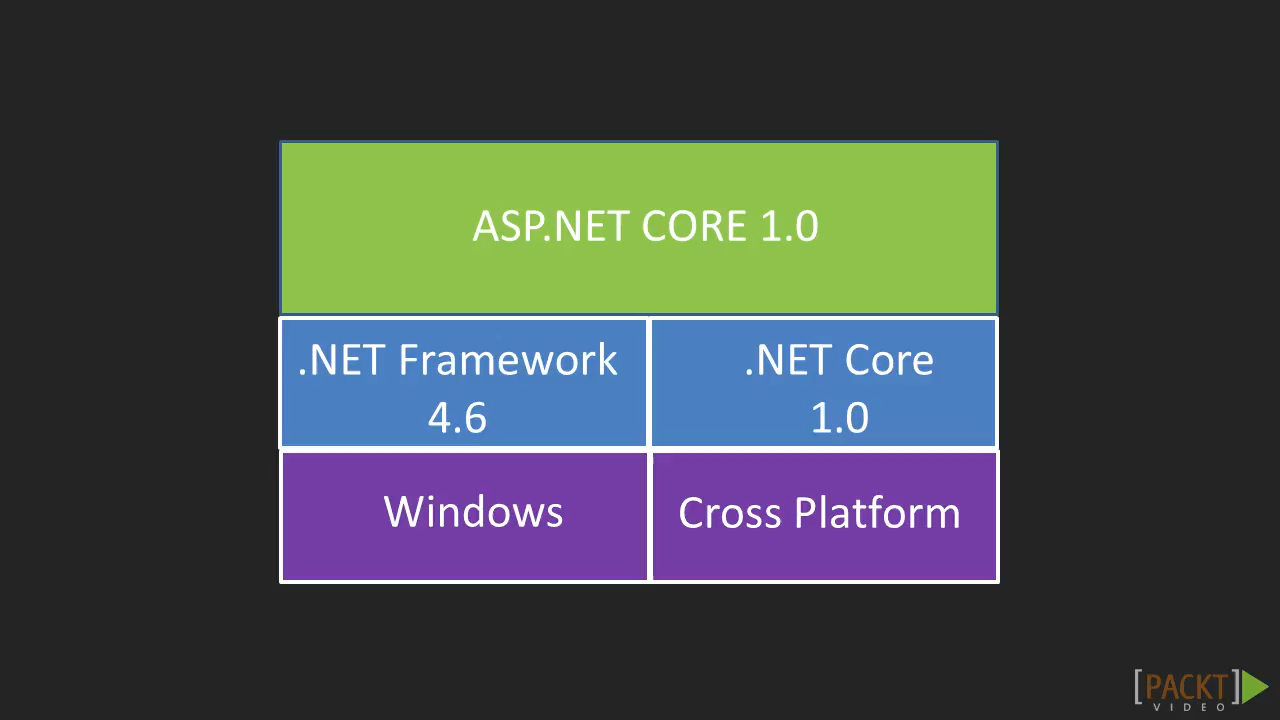 ASP.NET CORE 1.0
.NET Framework
4.6
.NET Core
1.0
Windows
Cross Platform
[PACKT]
VIDEO